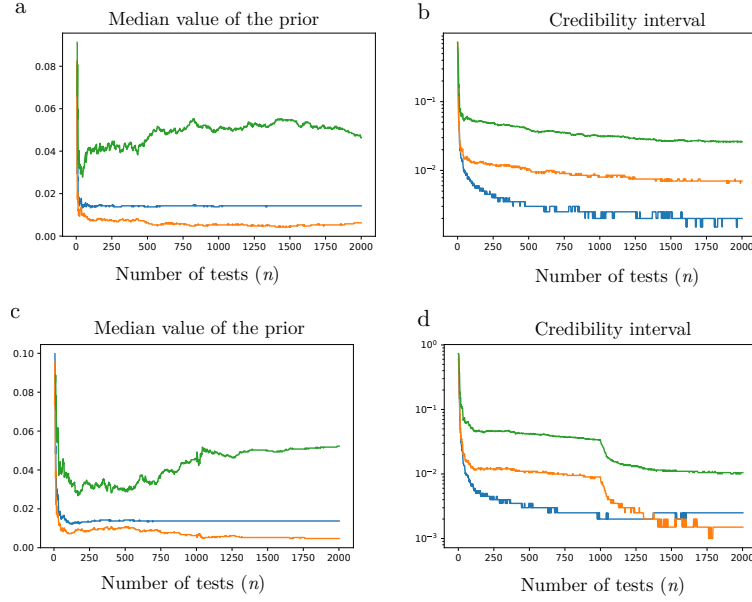 a
Median value of the prior
0.08
0.06
0.04
0.02
0.00
0 250 500 750 1000 1250 1500 1750 2000
Number of tests (n)
b
Credibility interval
10⁻¹
10⁻²
0 250 500 750 1000 1250 1500 1750 2000
Number of tests (n)
c
Median value of the prior
0.10
0.08
0.06
0.04
0.02
0.00
0 250 500 750 1000 1250 1500 1750 2000
Number of tests (n)
d
Credibility interval
10⁰
10⁻¹
10⁻²
10⁻³
0 250 500 750 1000 1250 1500 1750 2000
Number of tests (n)